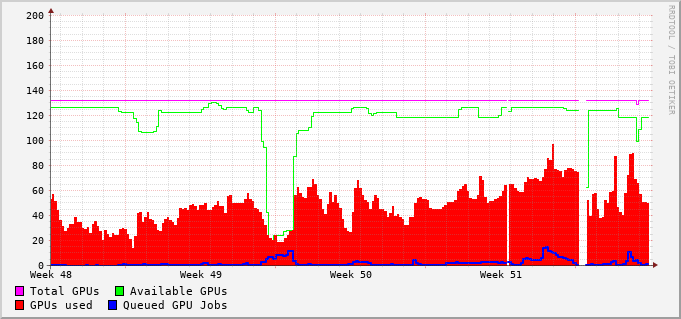 200
180
160
140
120
100
80
60
40
20
0
Week 48 Week 49 Week 50 Week 51
Total GPUs Available GPUs
GPUs used Queued GPU Jobs
RRDTOOL / TOBI OETIKER